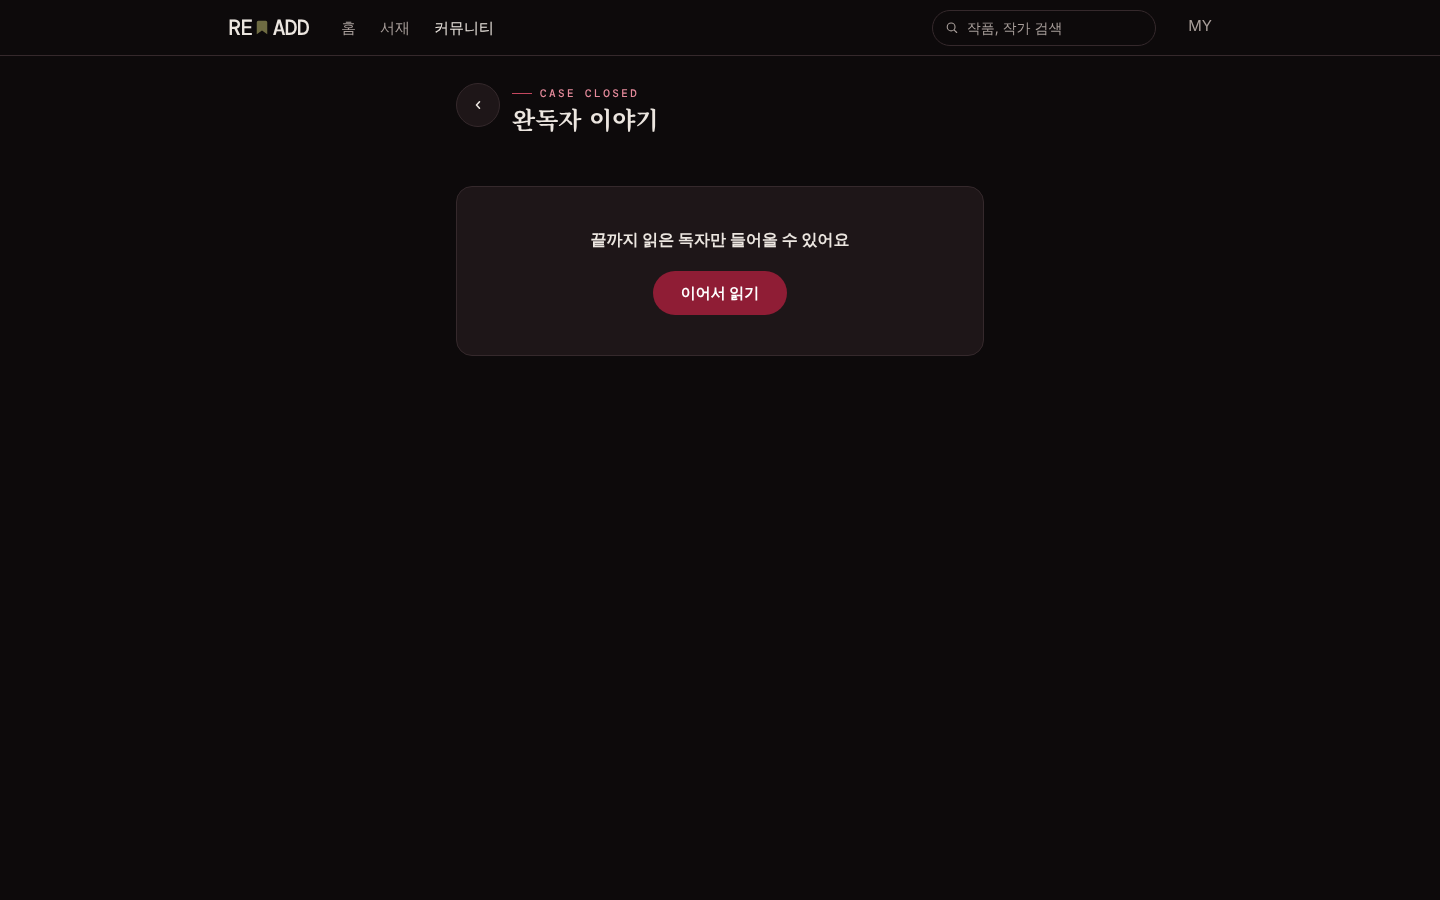 RE ADD
홈
서재
커뮤니티
작품, 작가 검색
MY
CASE CLOSED
완독자 이야기
끝까지 읽은 독자만 들어올 수 있어요
이어서 읽기